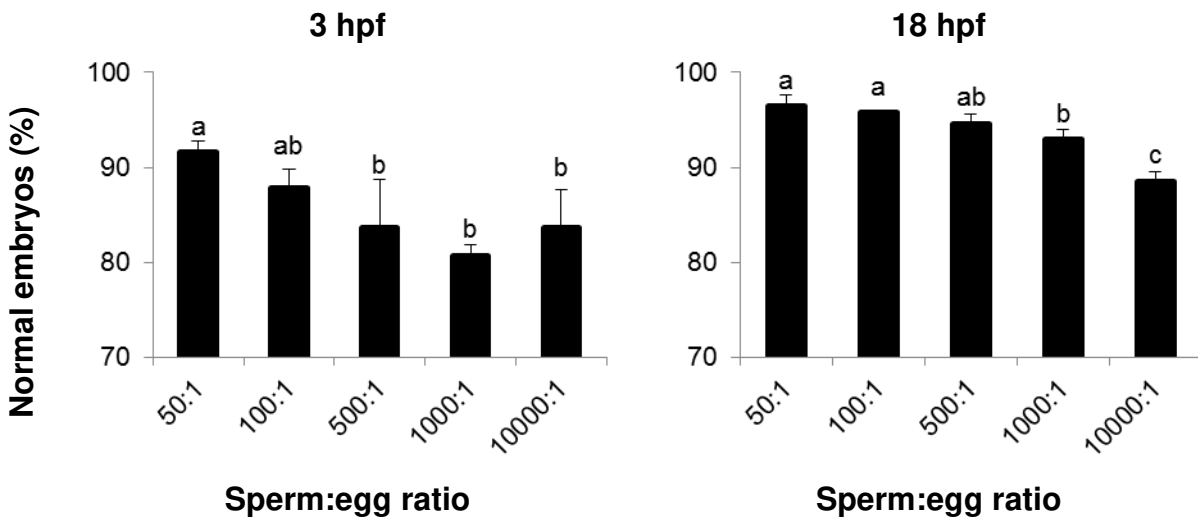 3 hpf
18 hpf
Normal embryos (%)
100
90
80
70
a
ab
b
b
b
50:1
100:1
500:1
1000:1
10000:1
Sperm:egg ratio
100
90
80
70
a
a
ab
b
c
50:1
100:1
500:1
1000:1
10000:1
Sperm:egg ratio